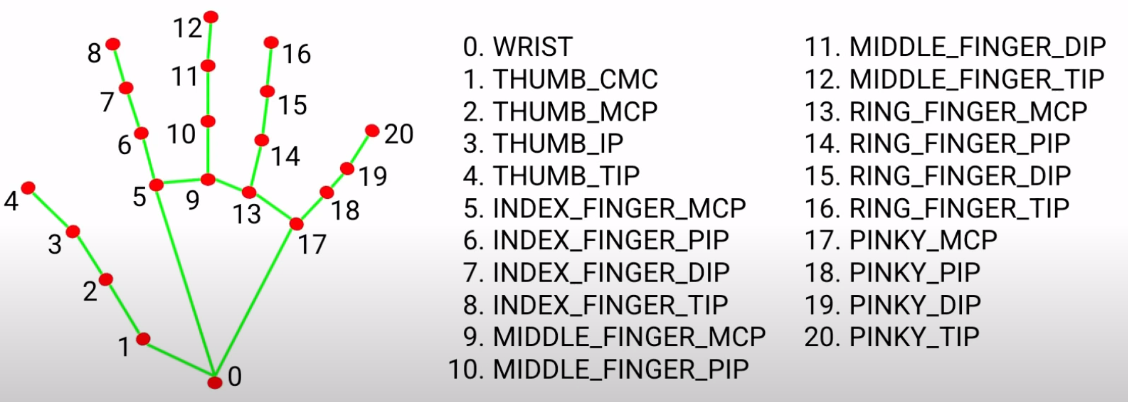 12
8
16
11
7
15
10
6
14
20
19
4
5
9
13
18
3
17
2
1
0
0. WRIST
1. THUMB_CMC
2. THUMB_MCP
3. THUMB_IP
4. THUMB_TIP
5. INDEX_FINGER_MCP
6. INDEX_FINGER_PIP
7. INDEX_FINGER_DIP
8. INDEX_FINGER_TIP
9. MIDDLE_FINGER_MCP
10. MIDDLE_FINGER_PIP
11. MIDDLE_FINGER_DIP
12. MIDDLE_FINGER_TIP
13. RING_FINGER_MCP
14. RING_FINGER_PIP
15. RING_FINGER_DIP
16. RING_FINGER_TIP
17. PINKY_MCP
18. PINKY_PIP
19. PINKY_DIP
20. PINKY_TIP